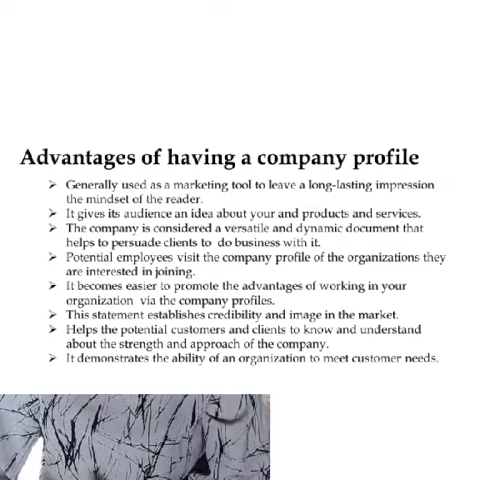 Advantages of having a company profile
➢ Generally used as a marketing tool to leave a long-lasting impression
the mindset of the reader.
➢ It gives its audience an idea about your and products and services.
➢ The company is considered a versatile and dynamic document that
helps to persuade clients to do business with it.
➢ Potential employees visit the company profile of the organizations they
are interested in joining.
➢ It becomes easier to promote the advantages of working in your
organization via the company profiles.
➢ This statement establishes credibility and image in the market.
➢ Helps the potential customers and clients to know and understand
about the strength and approach of the company.
➢ It demonstrates the ability of an organization to meet customer needs.